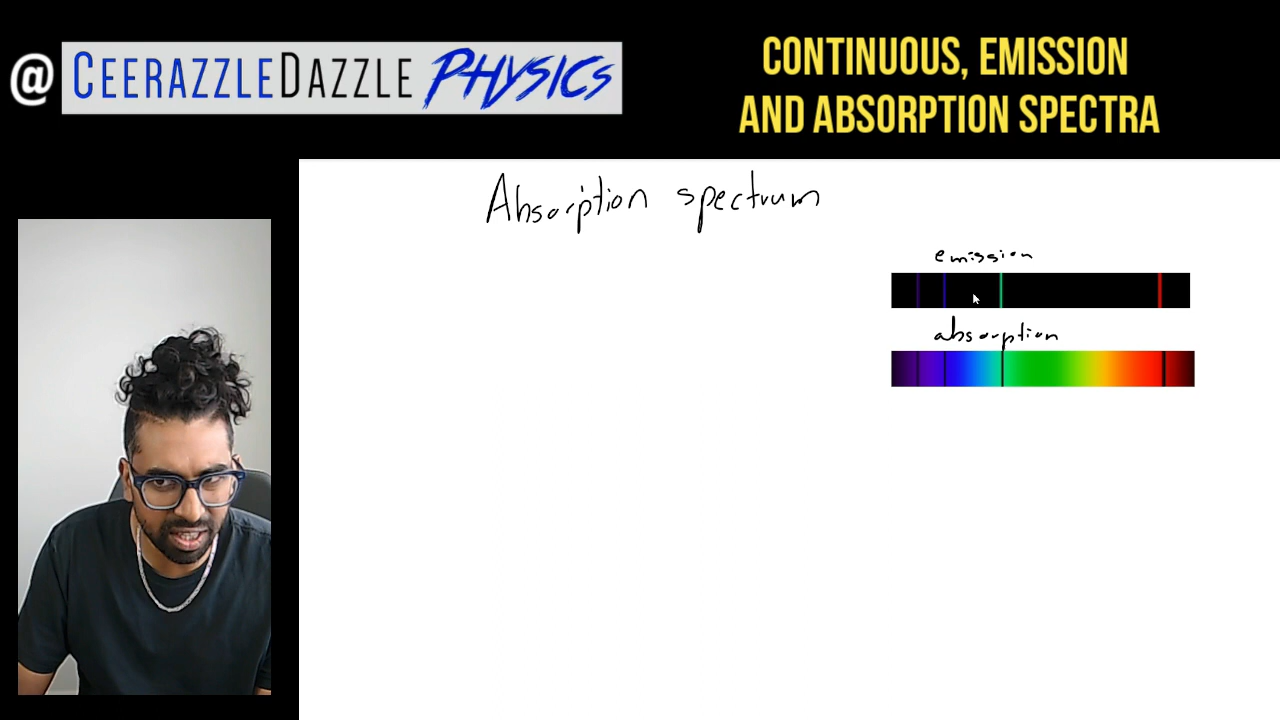 @ CEERAZZLEDAZZLE PHYSICS
CONTINUOUS, EMISSION
AND ABSORPTION SPECTRA
Absorption spectrum
emission
absorption